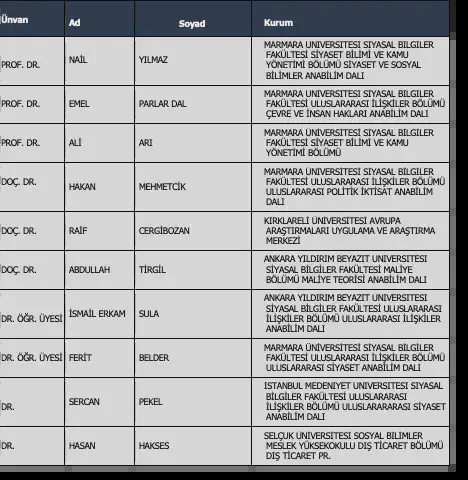 Ünvan Ad Soyad Kurum
MARMARA ÜNİVERSİTESİ SİYASAL BİLGİLER
PROF. DR. NAİL YILMAZ FAKÜLTESİ SİYASET BİLİMİ VE KAMU
YÖNETİMİ BÖLÜMÜ SİYASET VE SOSYAL
BİLİMLER ANABİLİM DALI
MARMARA ÜNİVERSİTESİ SİYASAL BİLGİLER
PROF. DR. EMEL PARLAR DAL FAKÜLTESİ ULUSLARARASI İLİŞKİLER BÖLÜMÜ
ÇEVRE VE İNSAN HAKLARI ANABİLİM DALI
MARMARA ÜNİVERSİTESİ SİYASAL BİLGİLER
PROF. DR. ALİ ARI FAKÜLTESİ SİYASET BİLİMİ VE KAMU
YÖNETİMİ BÖLÜMÜ
MARMARA ÜNİVERSİTESİ SİYASAL BİLGİLER
DOÇ. DR. HAKAN MEHMETCİK FAKÜLTESİ ULUSLARARASI İLİŞKİLER BÖLÜMÜ
ULUSLARARASI POLİTİK İKTİSAT ANABİLİM
DALI
KIRKLARELİ ÜNİVERSİTESİ AVRUPA
DOÇ. DR. RAİF CERGİBOZAN ARAŞTIRMALARI UYGULAMA VE ARAŞTIRMA
MERKEZİ
ANKARA YILDIRIM BEYAZIT ÜNİVERSİTESİ
DOÇ. DR. ABDULLAH TİRGİL SİYASAL BİLGİLER FAKÜLTESİ MALİYE
BÖLÜMÜ MALİYE TEORİSİ ANABİLİM DALI
ANKARA YILDIRIM BEYAZIT ÜNİVERSİTESİ
DR. ÖĞR. ÜYESİ İSMAİL ERKAM SULA SİYASAL BİLGİLER FAKÜLTESİ ULUSLARARASI
İLİŞKİLER BÖLÜMÜ ULUSLARARASI İLİŞKİLER
ANABİLİM DALI
MARMARA ÜNİVERSİTESİ SİYASAL BİLGİLER
DR. ÖĞR. ÜYESİ FERİT BELDER FAKÜLTESİ ULUSLARARASI İLİŞKİLER BÖLÜMÜ
ULUSLARARASI SİYASET ANABİLİM DALI
İSTANBUL MEDENİYET ÜNİVERSİTESİ SİYASAL
DR. SERCAN PEKEL BİLGİLER FAKÜLTESİ ULUSLARARASI
İLİŞKİLER BÖLÜMÜ ULUSLARARARASI SİYASET
ANABİLİM DALI
SELÇUK ÜNİVERSİTESİ SOSYAL BİLİMLER
DR. HASAN HAKSES MESLEK YÜKSEKOKULU DIŞ TİCARET BÖLÜMÜ
DIŞ TİCARET PR.